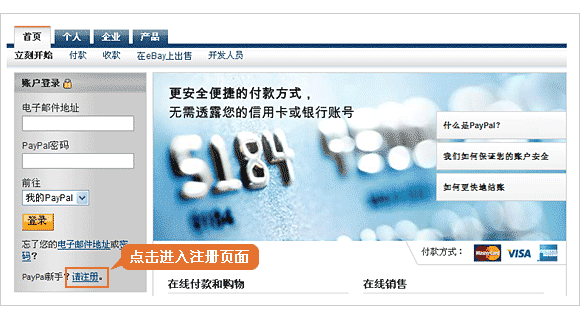 首页 个人 企业 产品
立刻开始 付款 收款 在eBay上出售 开发人员
账户登录
电子邮件地址
PayPal密码
前往
我的PayPal
登录
忘了您的电子邮件地址或密
码?
PayPal新手? 请注册。
点击进入注册页面
更安全便捷的付款方式，
无需透露您的信用卡或银行账号
5184
5184
什么是PayPal?
我们如何保证您的账户安全
如何更快地结账
付款方式： MasterCard VISA
在线付款和购物 在线销售